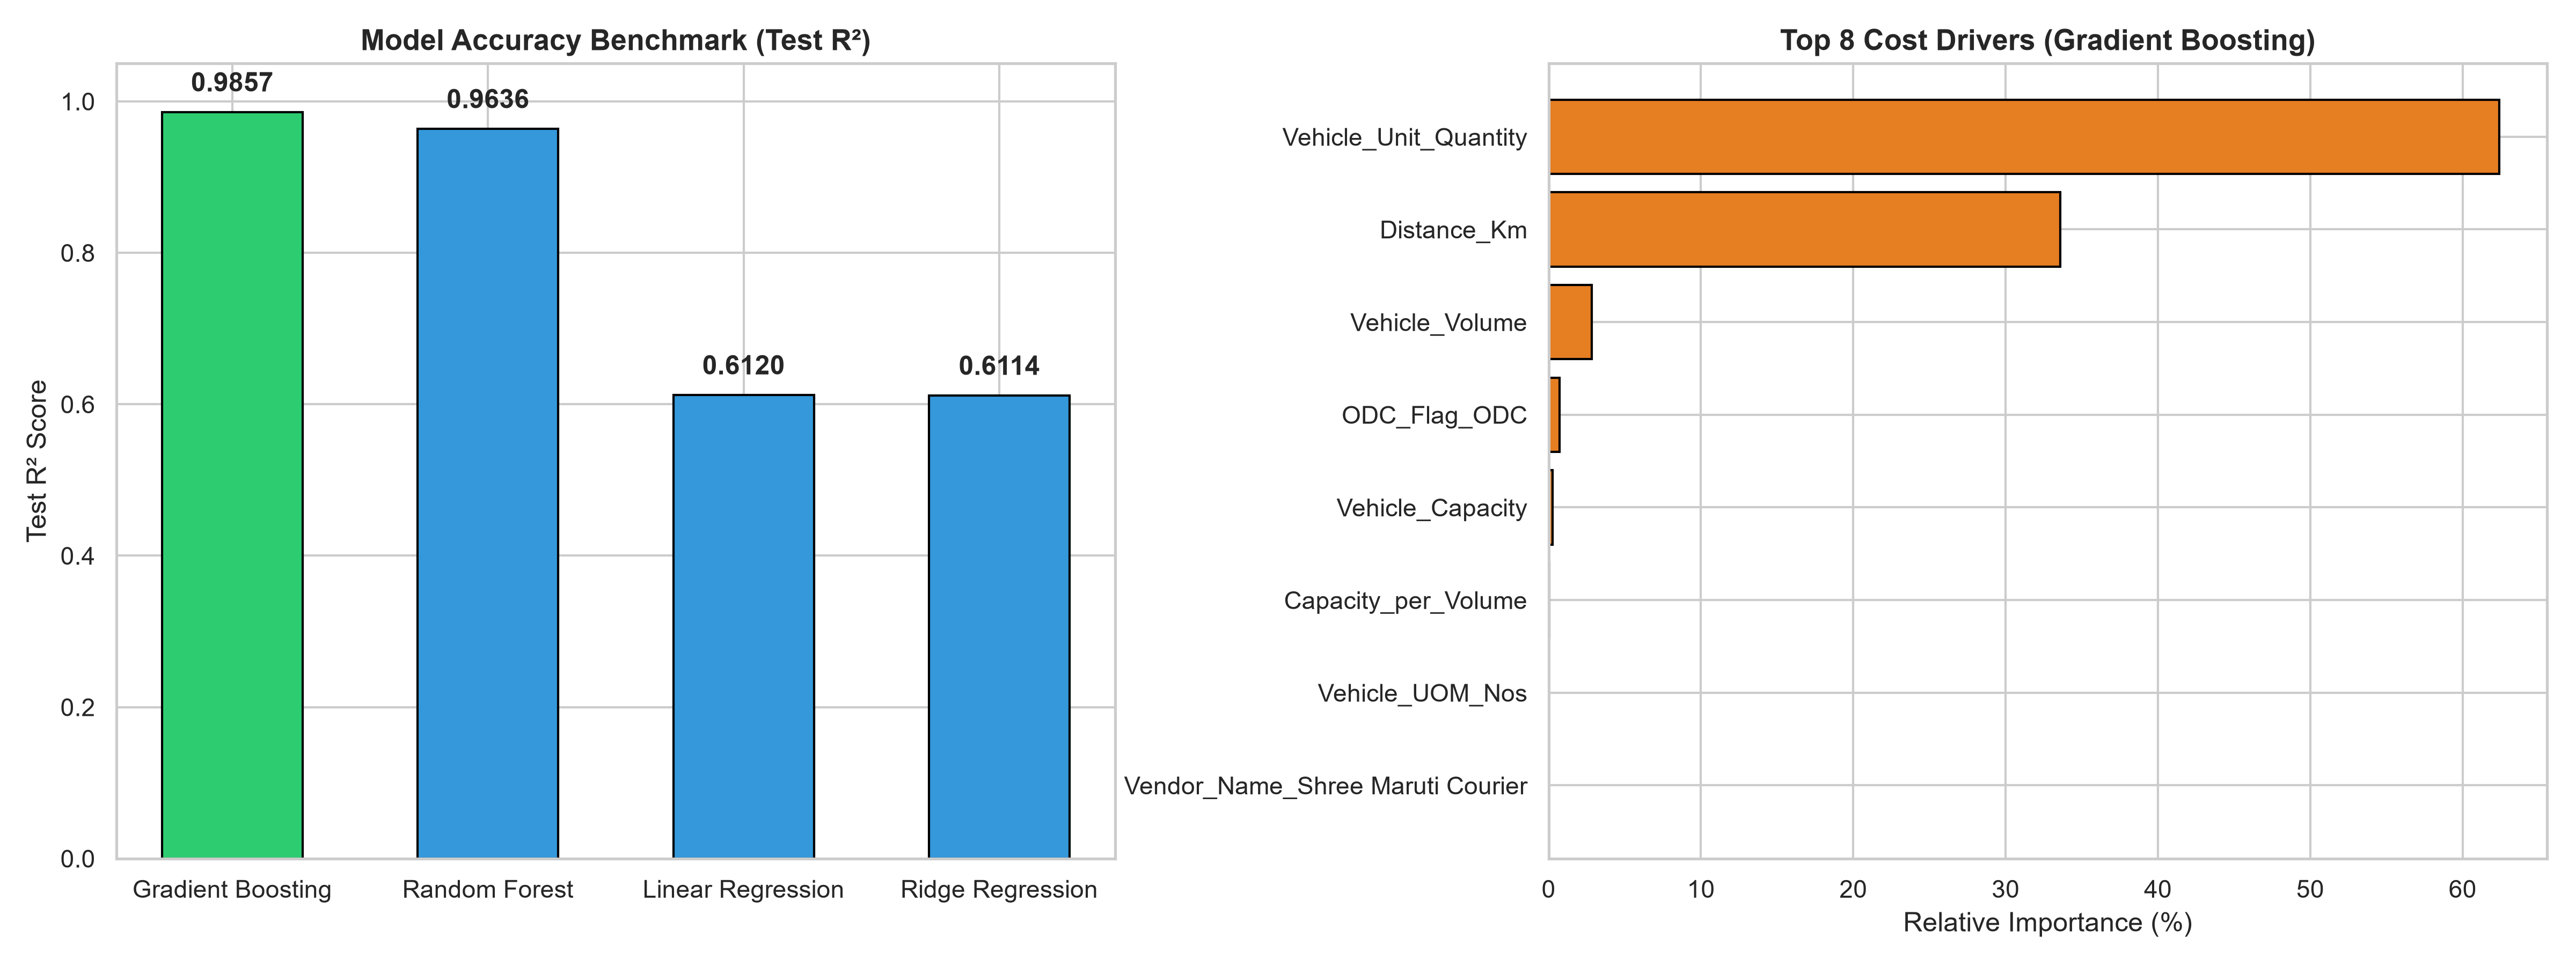 Model Accuracy Benchmark (Test R²)
0.9857
0.9636
0.6120
0.6114
1.0
0.8
0.6
0.4
0.2
0.0
Test R² Score
Gradient Boosting
Random Forest
Linear Regression
Ridge Regression
Top 8 Cost Drivers (Gradient Boosting)
Vehicle_Unit_Quantity
Distance_Km
Vehicle_Volume
ODC_Flag_ODC
Vehicle_Capacity
Capacity_per_Volume
Vehicle_UOM_Nos
Vendor_Name_Shree Maruti Courier
0 10 20 30 40 50 60
Relative Importance (%)